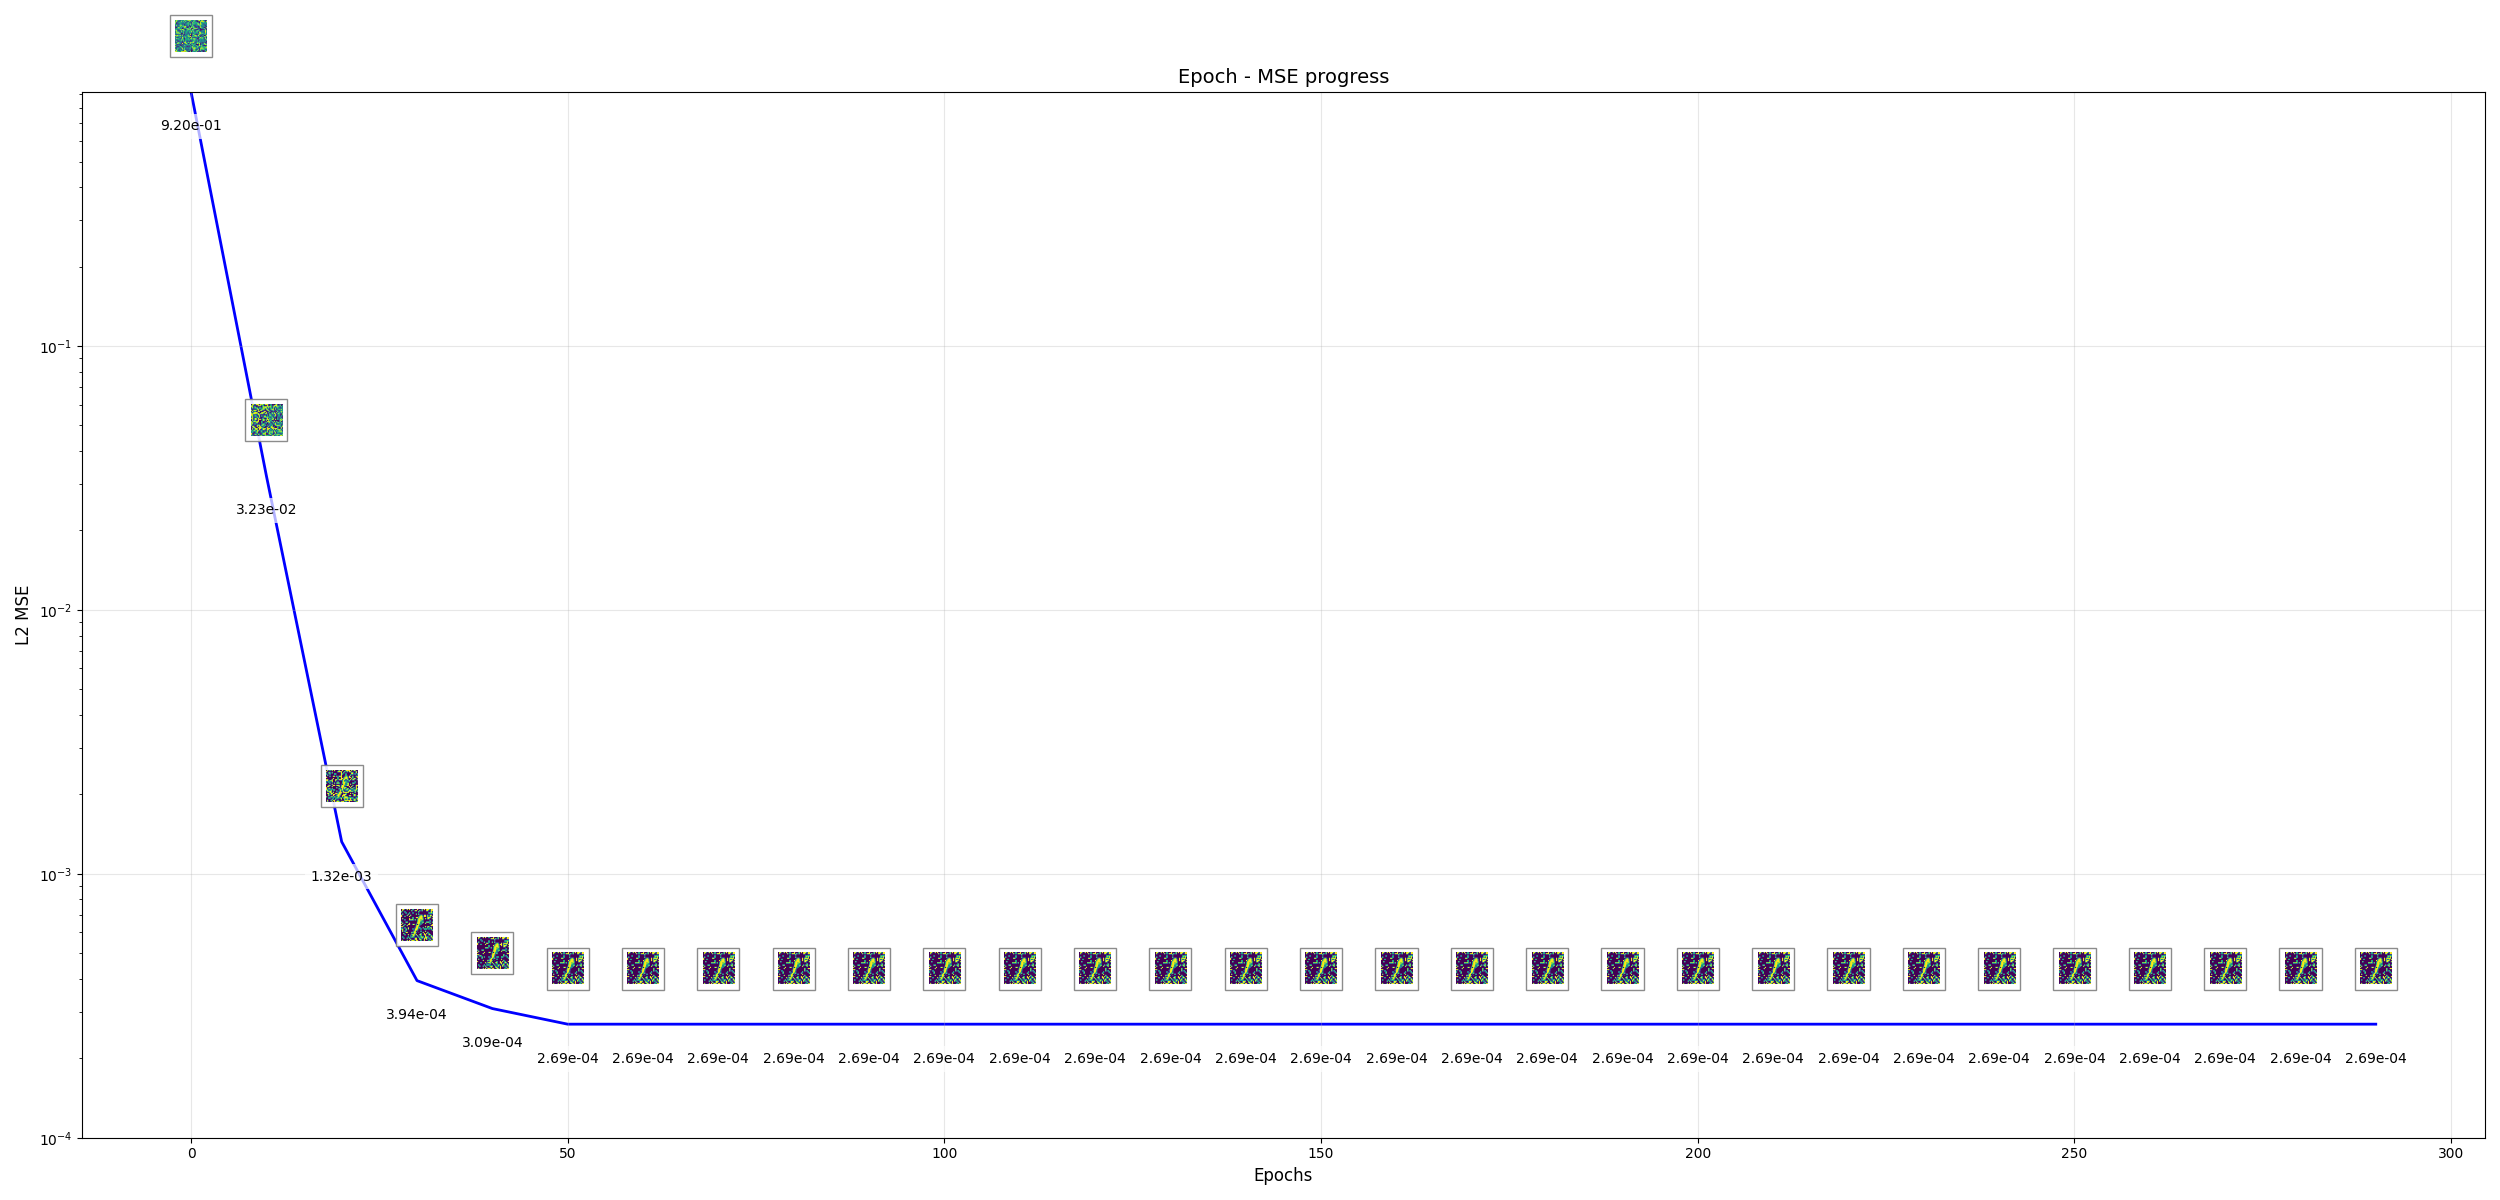 Epoch - MSE progress
9.20e-01
10⁻¹
3.23e-02
10⁻²
L2 MSE
10⁻³
1.32e-03
3.94e-04
3.09e-04
2.69e-04 2.69e-04 2.69e-04 2.69e-04 2.69e-04 2.69e-04 2.69e-04 2.69e-04 2.69e-04 2.69e-04 2.69e-04 2.69e-04 2.69e-04 2.69e-04 2.69e-04 2.69e-04 2.69e-04 2.69e-04 2.69e-04 2.69e-04 2.69e-04 2.69e-04 2.69e-04 2.69e-04 2.69e-04
10⁻⁴
0 50 100 150 200 250 300
Epochs